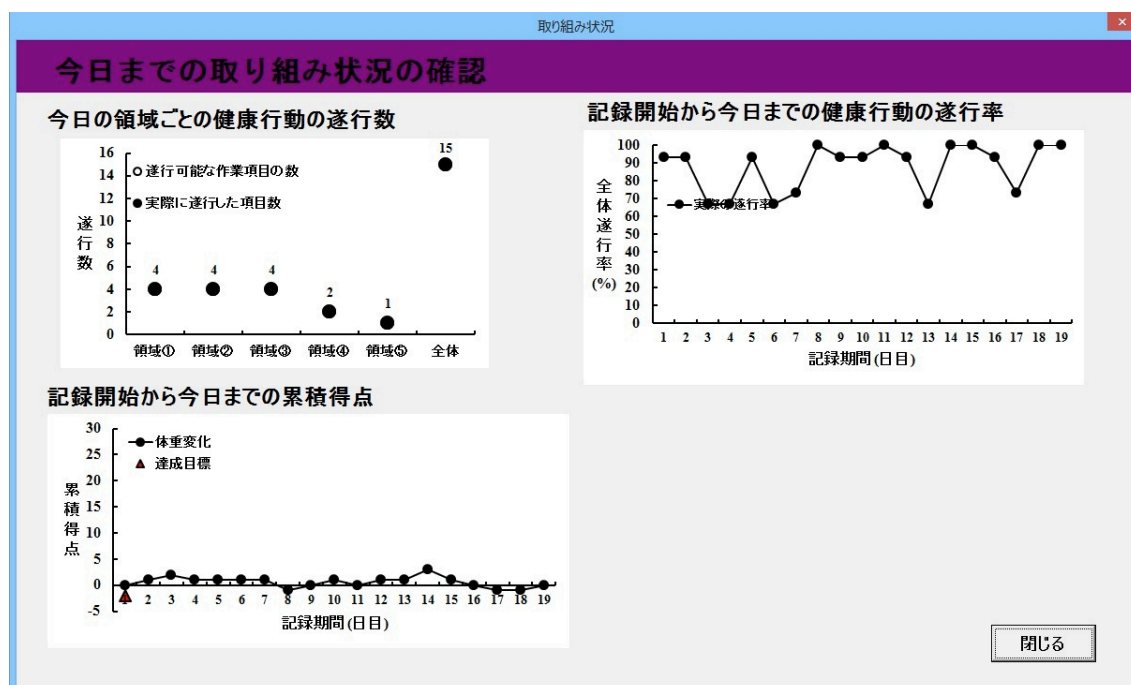 取り組み状況
×
今日までの取り組み状況の確認
今日の領域ごとの健康行動の遂行数
16
14
12
10
8
6
4
2
0
遂行数
遂行可能な作業項目の数
実際に遂行した項目数
4 4 4 2 1 15
領域① 領域② 領域③ 領域④ 領域⑤ 全体
記録開始から今日までの健康行動の遂行率
100
90
80
70
60
50
40
30
20
10
0
全体遂行率(%)
実際の遂行率
1 2 3 4 5 6 7 8 9 10 11 12 13 14 15 16 17 18 19
記録期間(日目)
記録開始から今日までの累積得点
30
25
20
15
10
5
0
-5
累積得点
体重変化
達成目標
1 2 3 4 5 6 7 8 9 10 11 12 13 14 15 16 17 18 19
記録期間(日目)
閉じる